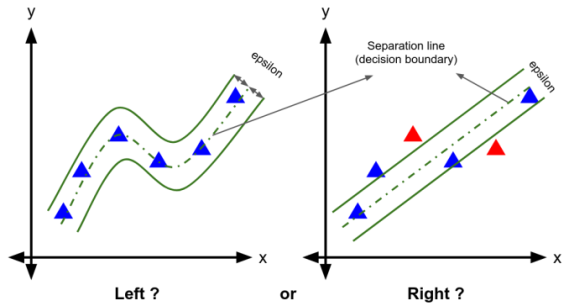 y
y
epsilon
Separation line
(decision boundary)
epsilon
x
x
Left ?
or
Right ?